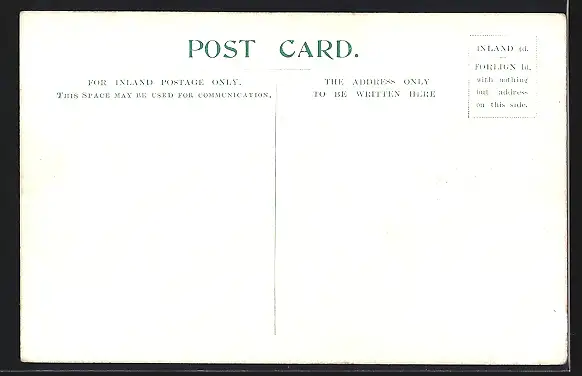 POST CARD.
FOR INLAND POSTAGE ONLY.
THIS SPACE MAY BE USED FOR COMMUNICATION.
THE ADDRESS ONLY
TO BE WRITTEN HERE
INLAND ½d.
FOREIGN 1d.
with nothing
but address
on this side.